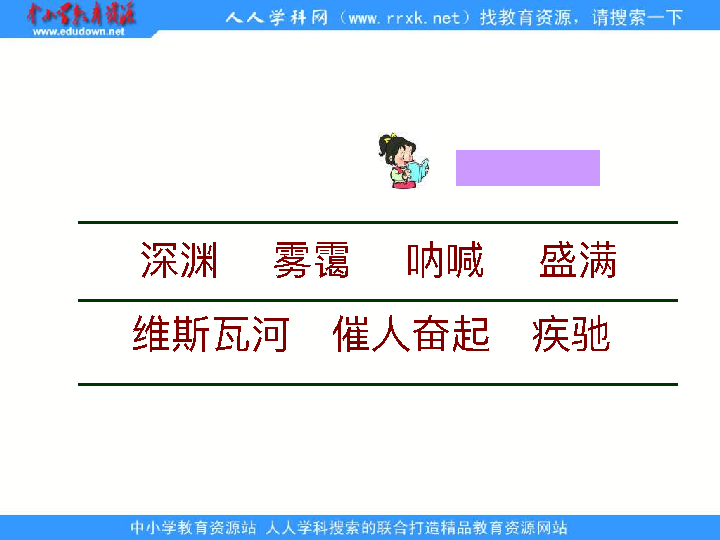 中小学教育资源
www.edudown.net
人人学科网（www.rrxk.net）找教育资源，请搜索一下
深渊 雾霭 呐喊 盛满
维斯瓦河 催人奋起 疾驰
中小学教育资源站 人人学科搜索的联合打造精品教育资源网站